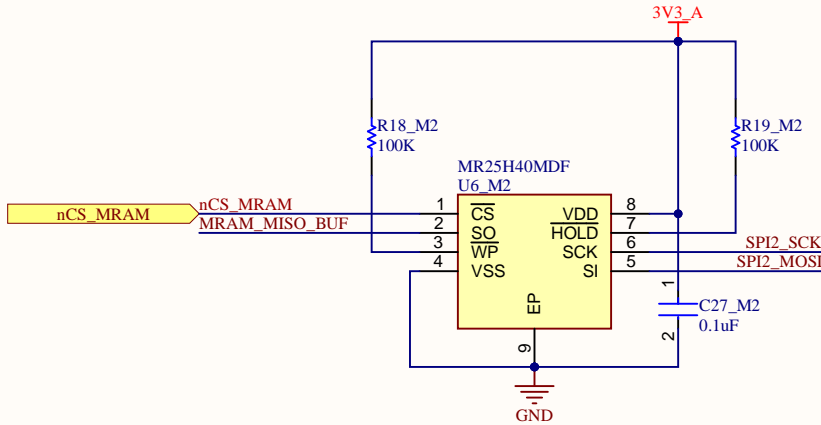 3V3_A
R18_M2
100K
R19_M2
100K
MR25H40MDF
U6_M2
nCS_MRAM
nCS_MRAM
MRAM_MISO_BUF
1 CS VDD 8
2 SO HOLD 7
3 WP SCK 6
4 VSS SI 5
SPI2_SCK
SPI2_MOSI
EP
9
1
C27_M2
0.1uF
2
GND